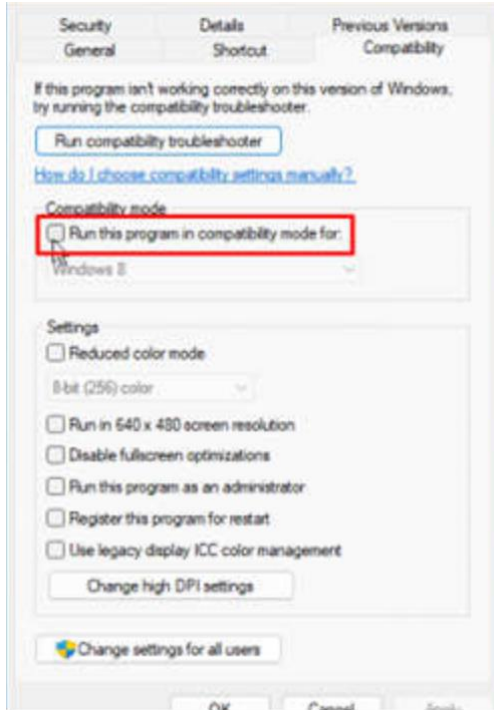 Security Details Previous Versions
General Shortcut Compatibility
If this program isn't working correctly on this version of Windows,
try running the compatibility troubleshooter.
Run compatibility troubleshooter
How do I choose compatibility settings manually?
Compatibility mode
Run this program in compatibility mode for:
Windows 8
Settings
Reduced color mode
8-bit (256) color
Run in 640 x 480 screen resolution
Disable fullscreen optimizations
Run this program as an administrator
Register this program for restart
Use legacy display ICC color management
Change high DPI settings
Change settings for all users
OK Cancel Apply